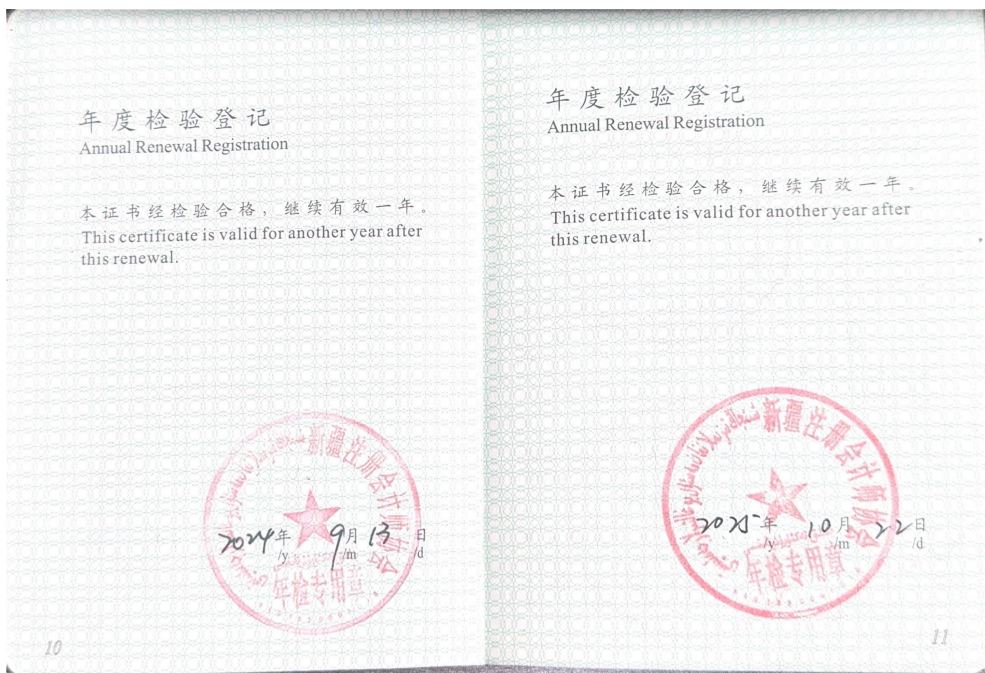 年度检验登记
Annual Renewal Registration
本证书经检验合格，继续有效一年。
This certificate is valid for another year after
this renewal.
新疆注册会计师协会
2024年 9月 13日
/y /m /d
年检专用章
10
年度检验登记
Annual Renewal Registration
本证书经检验合格，继续有效一年。
This certificate is valid for another year after
this renewal.
新疆注册会计师协会
2025年 10月 22日
/y /m /d
年检专用章
11